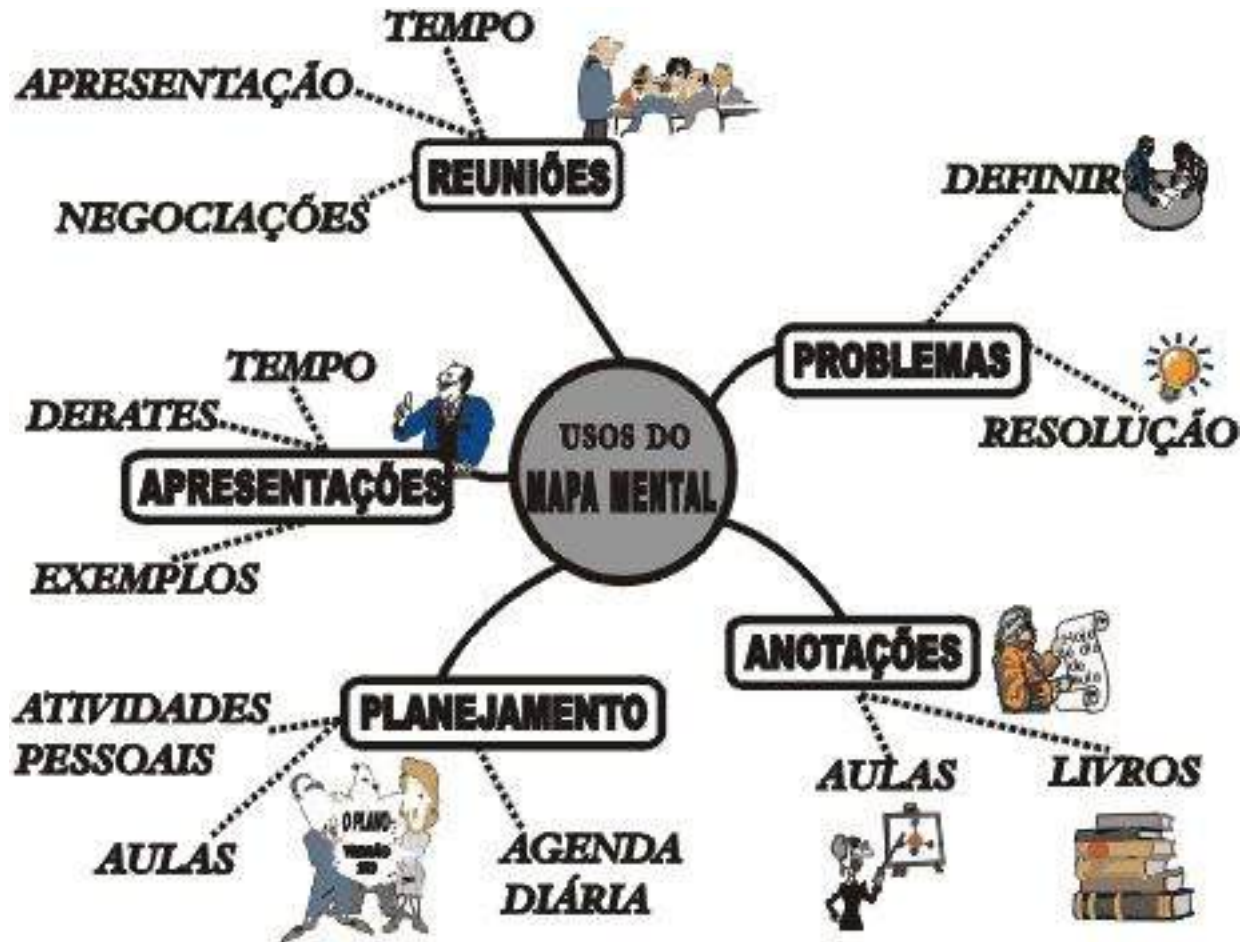 TEMPO
APRESENTAÇÃO
REUNIÕES
NEGOCIAÇÕES
DEFINIR
PROBLEMAS
RESOLUÇÃO
TEMPO
DEBATES
APRESENTAÇÕES
EXEMPLOS
USOS DO
MAPA MENTAL
ANOTAÇÕES
AULAS
LIVROS
PLANEJAMENTO
ATIVIDADES
PESSOAIS
AULAS
O PLANO
AGENDA
DIÁRIA